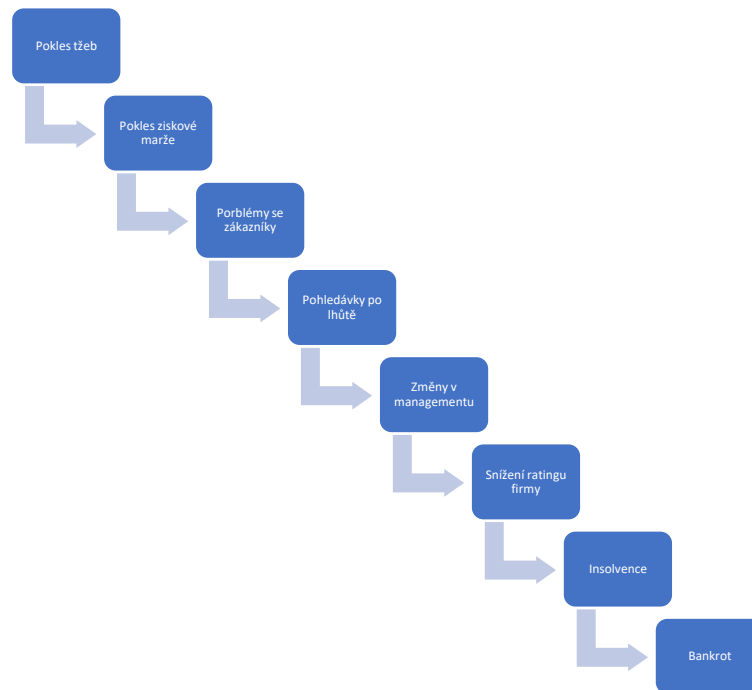 Pokles tžeb
Pokles ziskové
marže
Porblémy se
zákazníky
Pohledávky po
lhůtě
Změny v
managementu
Snížení ratingu
firmy
Insolvence
Bankrot